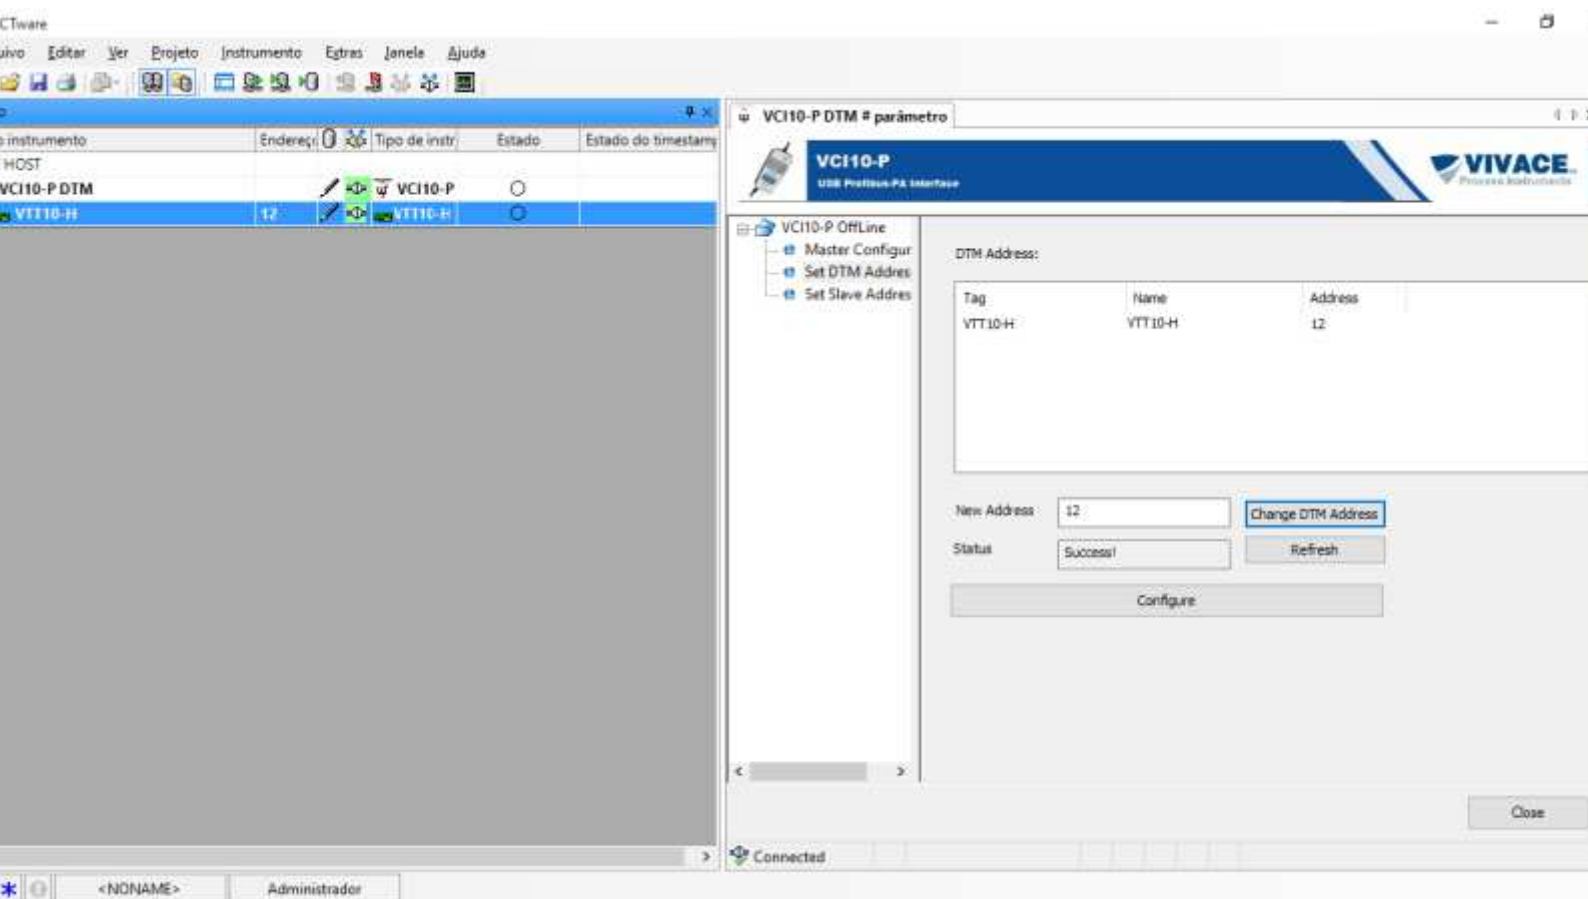 CTware
uivo Editar Ver Projeto Instrumento Extras Janela Ajuda
o instrumento Endereç Tipo de instr Estado Estado do timestamp
HOST
VCI10-P DTM VCI10-P
VTT10-H 12 VTT10-H
VCI10-P DTM # parâmetro
VCI10-P
USB Profibus-PA Interface
VIVACE
Process Instruments
VCI10-P OffLine
Master Configur
Set DTM Addres
Set Slave Addres
DTM Address:
Tag Name Address
VTT10-H VTT10-H 12
New Address 12 Change DTM Address
Status Success! Refresh
Configure
Close
Connected
<NONAME> Administrador